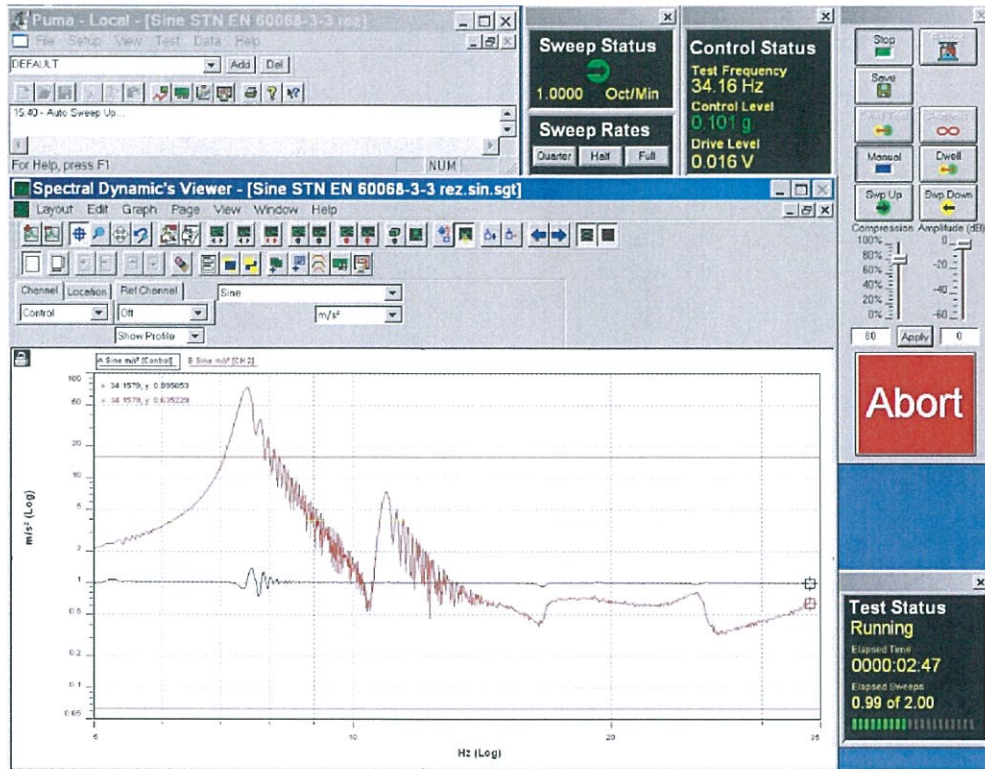 Puma - Local - [Sine STN EN 60068-3-3 rez]
File Setup View Test Data Help
DEFAULT
Add Del
15:40 - Auto Sweep Up...
For Help, press F1
NUM
Sweep Status
1.0000 Oct/Min
Sweep Rates
Quarter Half Full
Control Status
Test Frequency
34.16 Hz
Control Level
0.101 g
Drive Level
0.016 V
Stop
Save
Manual Dwell
Swp Up Swp Down
Compression Amplitude (dB)
100% 0
80% -20
60%
40% -40
20%
0% -60
60 Apply 0
Abort
Spectral Dynamic's Viewer - [Sine STN EN 60068-3-3 rez.sin.sgt]
Layout Edit Graph Page View Window Help
Channel Location Ref Channel Sine
Control Off m/s²
Show Profile
A Sine m/s² [Control] B Sine m/s² [CH 2]
x: 34.1579, y: 0.995053
x: 34.1579, y: 0.635229
100
50
20
10
5
2
1
0.5
0.2
0.1
0.05
m/s² (Log)
5 10 20 35
Hz (Log)
Test Status
Running
Elapsed Time
0000:02:47
Elapsed Sweeps
0.99 of 2.00